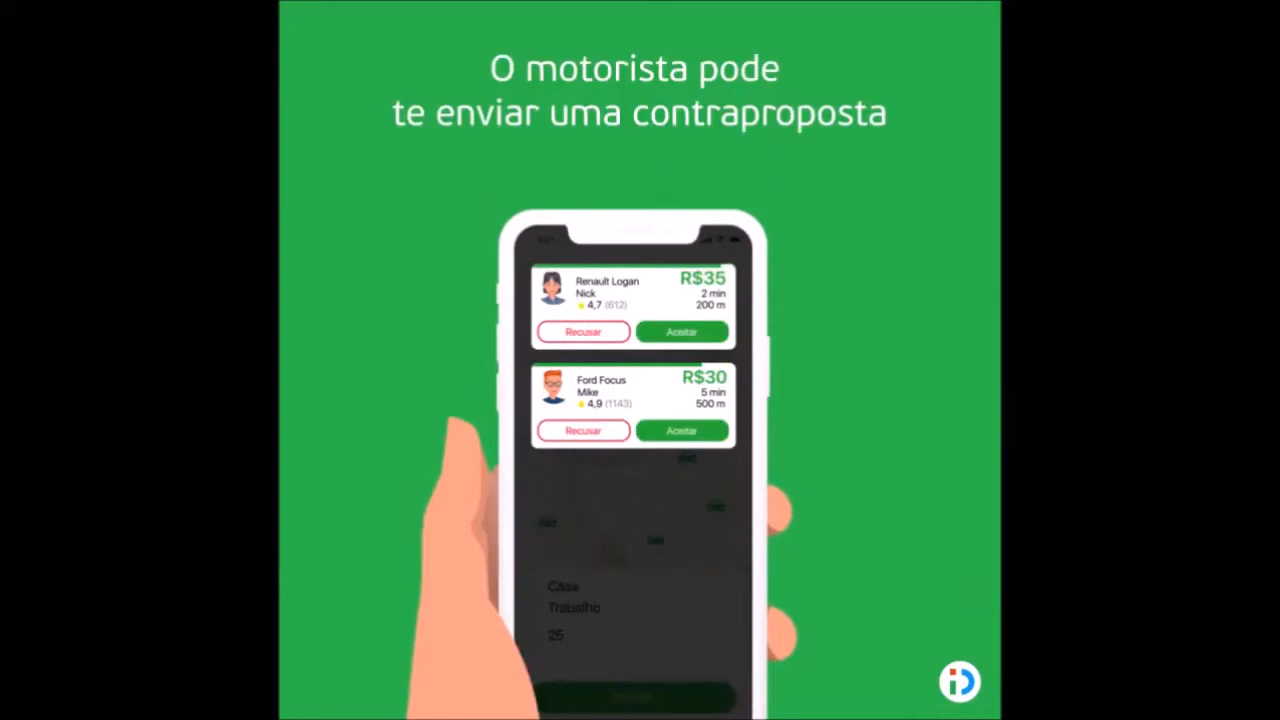 O motorista pode
te enviar uma contraproposta
Renault Logan
R$35
Nick
2 min
4,7 (612)
200 m
Recusar
Aceitar
Ford Focus
R$30
Mike
5 min
4,9 (1143)
500 m
Recusar
Aceitar
Casa
Trabalho
25